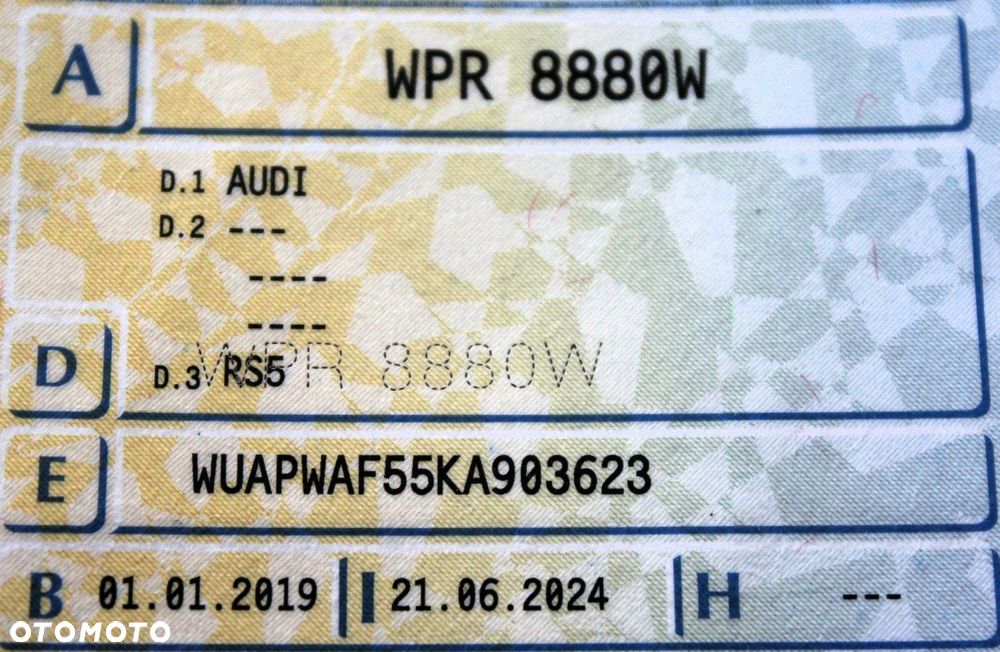 A WPR 8880W
D.1 AUDI
D.2 ---
----
----
D D.3 RS5 WPR 8880W
E WUAPWAF55KA903623
B 01.01.2019 I 21.06.2024 H ---
OTOMOTO